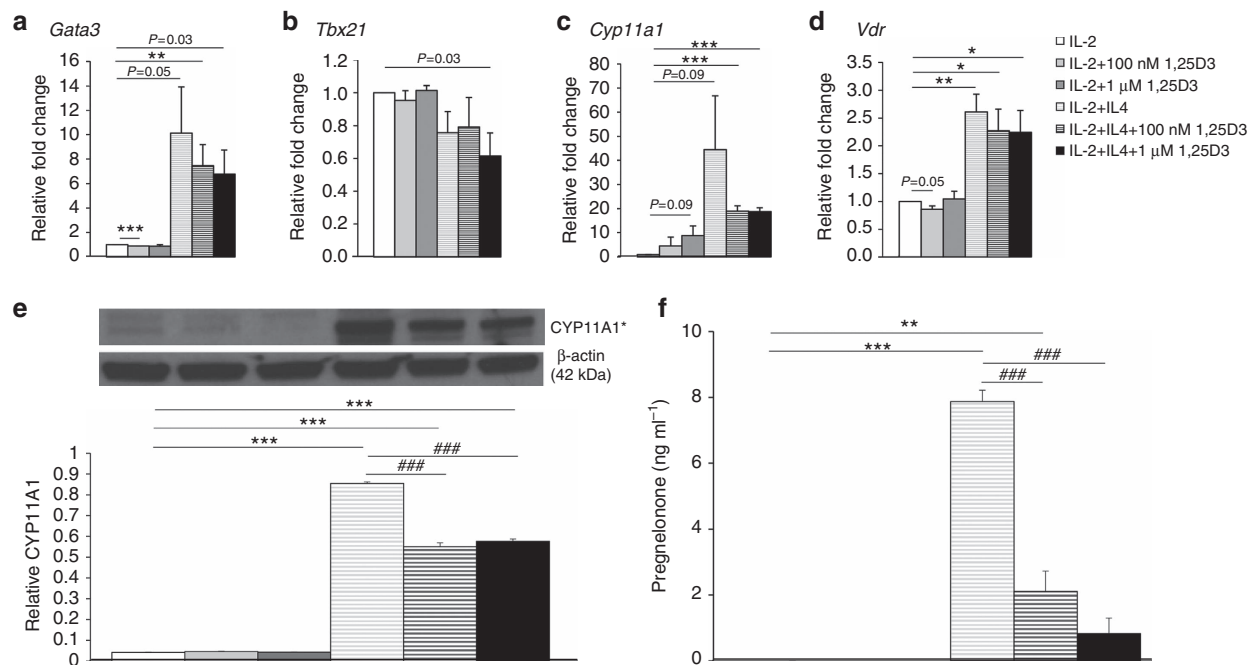 a Gata3
P=0.03
**
P=0.05
***
Relative fold change
16
14
12
10
8
6
4
2
0
b Tbx21
P=0.03
Relative fold change
1.2
1.0
0.8
0.6
0.4
0.2
0.0
c Cyp11a1
***
***
P=0.09
P=0.09
Relative fold change
80
70
60
50
40
30
20
10
0
d Vdr
*
*
**
P=0.05
Relative fold change
3.5
3.0
2.5
2.0
1.5
1.0
0.5
0.0
IL-2
IL-2+100 nM 1,25D3
IL-2+1 μM 1,25D3
IL-2+IL4
IL-2+IL4+100 nM 1,25D3
IL-2+IL4+1 μM 1,25D3
e
CYP11A1*
β-actin
(42 kDa)
***
***
***
###
###
Relative CYP11A1
1
0.9
0.8
0.7
0.6
0.5
0.4
0.3
0.2
0.1
0
f
**
***
###
###
Pregnelonone (ng ml⁻¹)
10
8
6
4
2
0